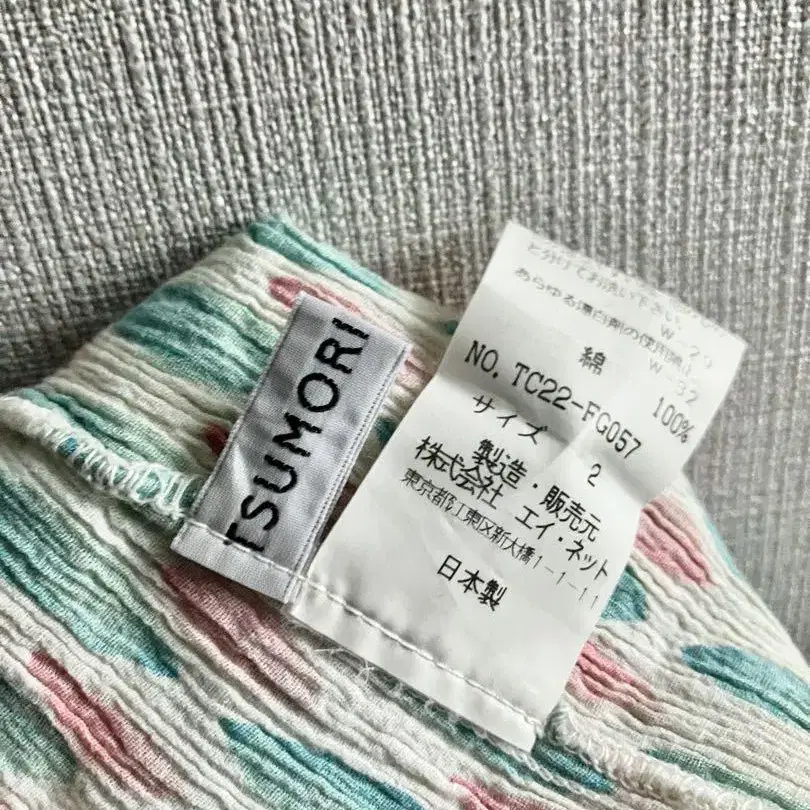 TSUMORI
と分けてお洗い下さい。
W-20
あらゆる漂白剤の使用禁止
W-32
綿 100%
NO. TC22-FG057
サイズ 2
製造・販売元
株式会社 エイ・ネット
東京都江東区新大橋1-1-11
日本製